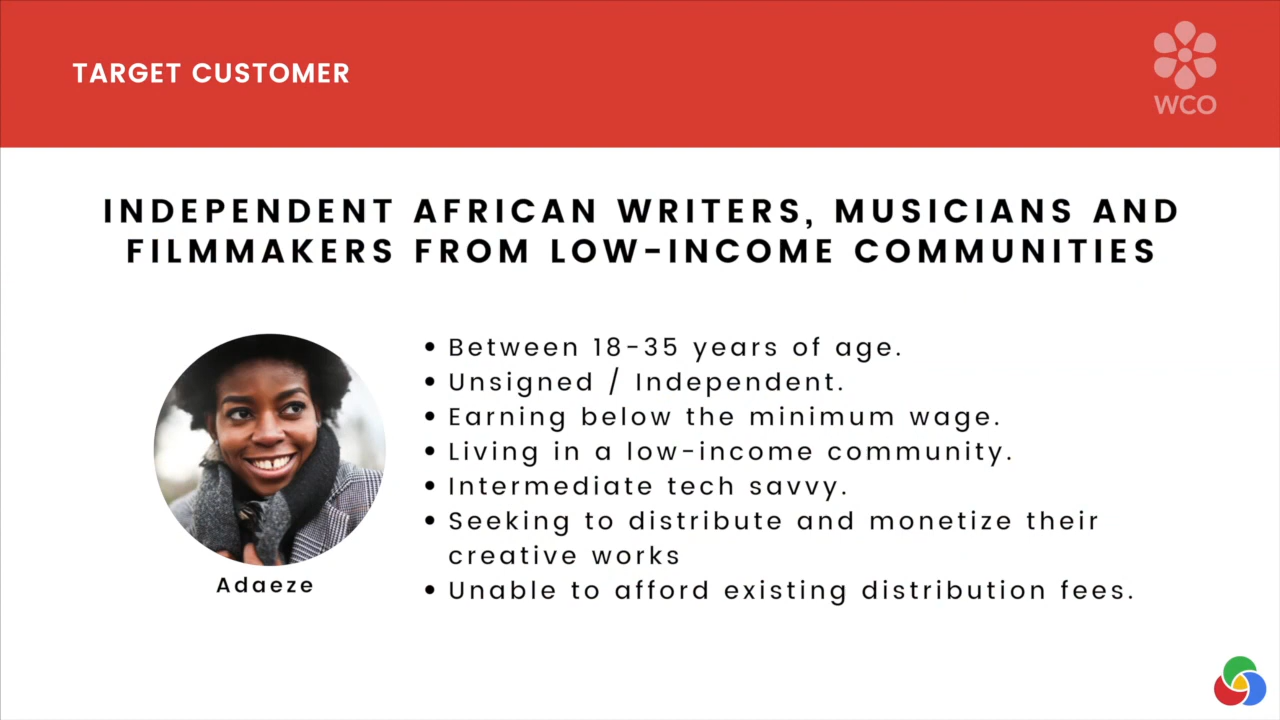 TARGET CUSTOMER
WCO
INDEPENDENT AFRICAN WRITERS, MUSICIANS AND
FILMMAKERS FROM LOW-INCOME COMMUNITIES
• Between 18-35 years of age.
• Unsigned / Independent.
• Earning below the minimum wage.
• Living in a low-income community.
• Intermediate tech savvy.
• Seeking to distribute and monetize their
creative works
• Unable to afford existing distribution fees.
Adaeze